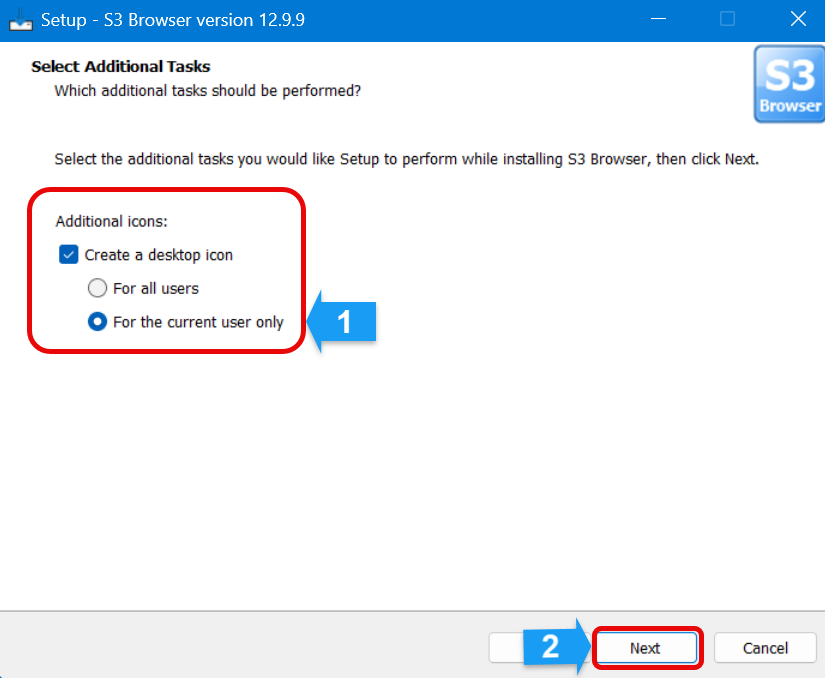 Setup - S3 Browser version 12.9.9
Select Additional Tasks
Which additional tasks should be performed?
S3
Browser
Select the additional tasks you would like Setup to perform while installing S3 Browser, then click Next.
Additional icons:
Create a desktop icon
For all users
For the current user only
1
2
Next
Cancel